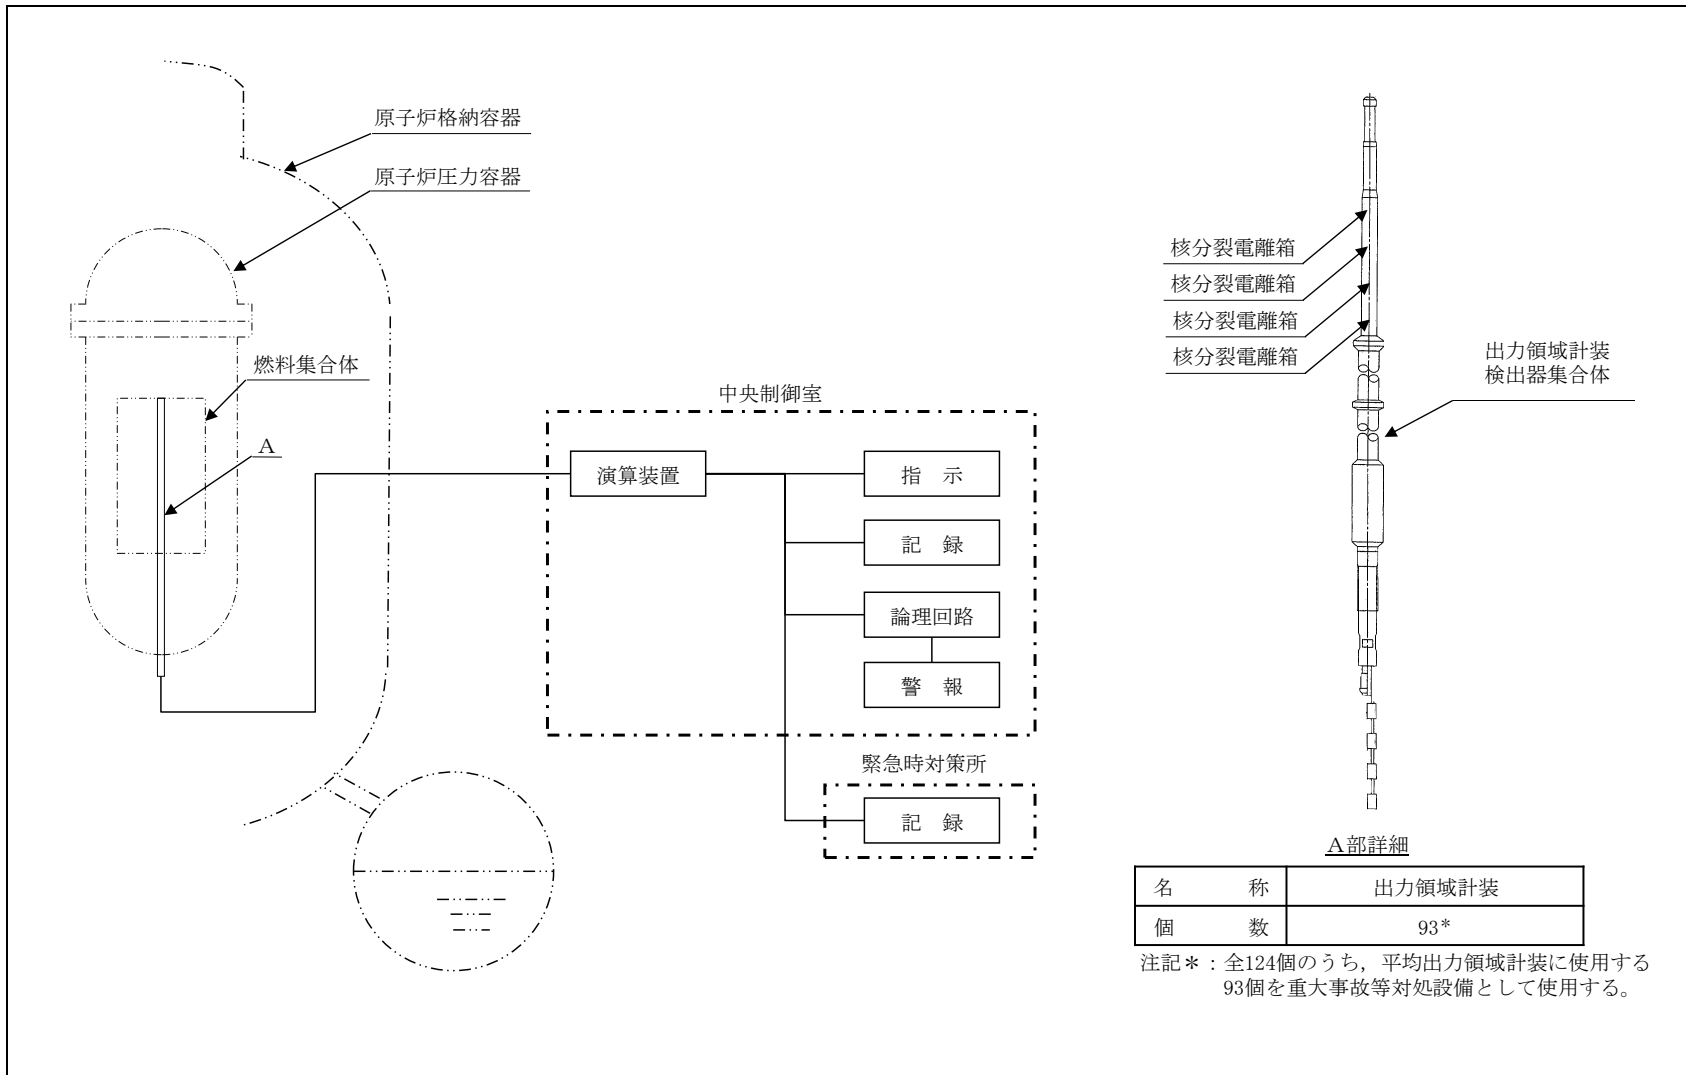 原子炉格納容器
原子炉圧力容器
燃料集合体
A
中央制御室
演算装置
指 示
記 録
論理回路
警 報
緊急時対策所
記 録
核分裂電離箱
核分裂電離箱
核分裂電離箱
核分裂電離箱
出力領域計装
検出器集合体
A部詳細
名 称 出力領域計装
個 数 93*
注記*:全124個のうち,平均出力領域計装に使用する
93個を重大事故等対処設備として使用する。